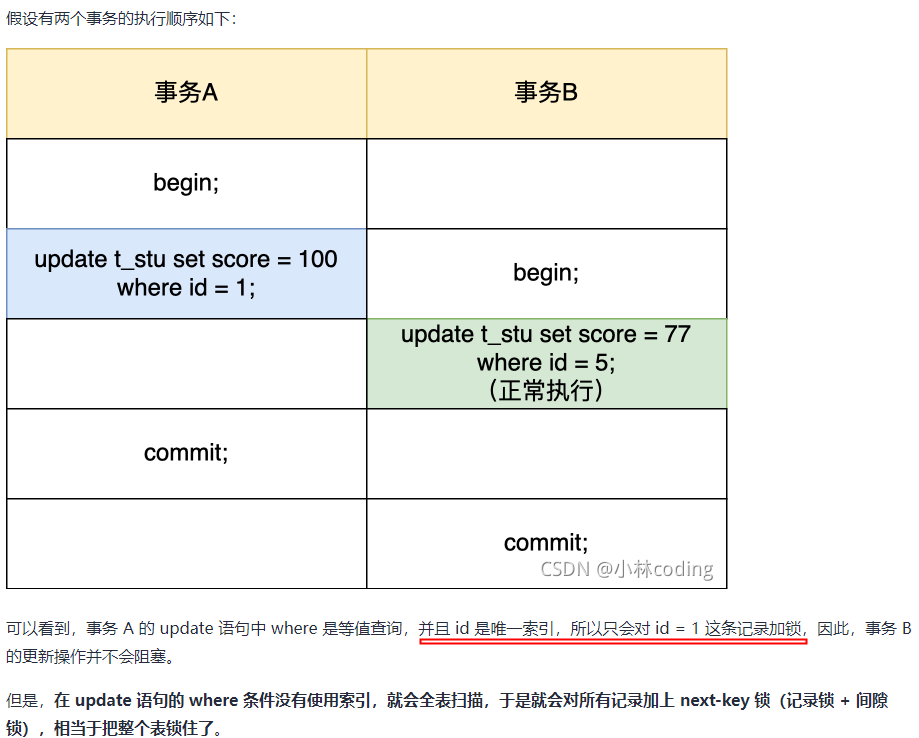 假设有两个事务的执行顺序如下：
事务A
事务B
begin;
update t_stu set score = 100
where id = 1;
begin;
update t_stu set score = 77
where id = 5;
（正常执行）
commit;
commit;
CSDN @小林coding
可以看到，事务 A 的 update 语句中 where 是等值查询，并且 id 是唯一索引，所以只会对 id = 1 这条记录加锁，因此，事务 B
的更新操作并不会阻塞。
但是，在 update 语句的 where 条件没有使用索引，就会全表扫描，于是就会对所有记录加上 next-key 锁（记录锁 + 间隙
锁），相当于把整个表锁住了。